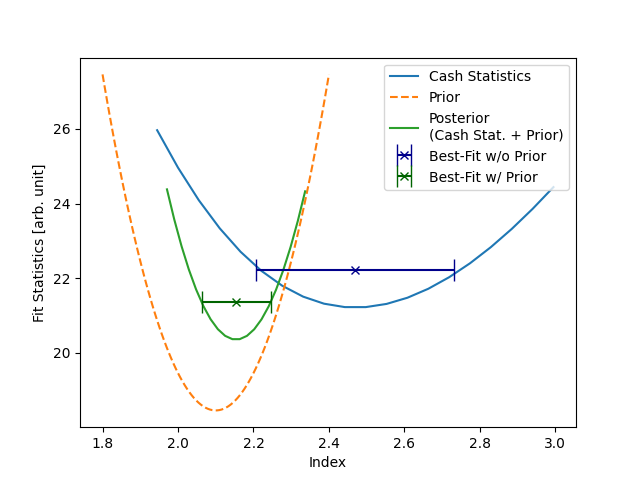 Cash Statistics
Prior
Posterior
(Cash Stat. + Prior)
Best-Fit w/o Prior
Best-Fit w/ Prior
26
24
22
20
Fit Statistics [arb. unit]
1.8 2.0 2.2 2.4 2.6 2.8 3.0
Index